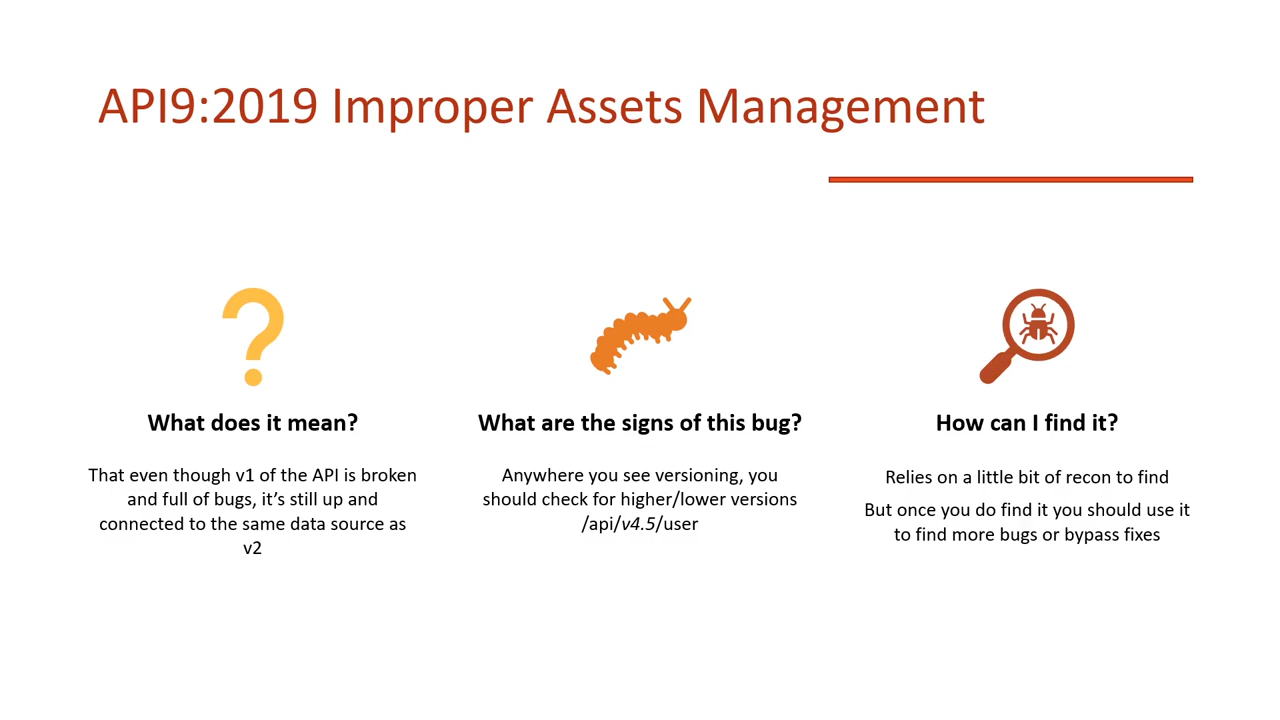 API9:2019 Improper Assets Management
What does it mean?
That even though v1 of the API is broken
and full of bugs, it’s still up and
connected to the same data source as
v2
What are the signs of this bug?
Anywhere you see versioning, you
should check for higher/lower versions
/api/v4.5/user
How can I find it?
Relies on a little bit of recon to find
But once you do find it you should use it
to find more bugs or bypass fixes